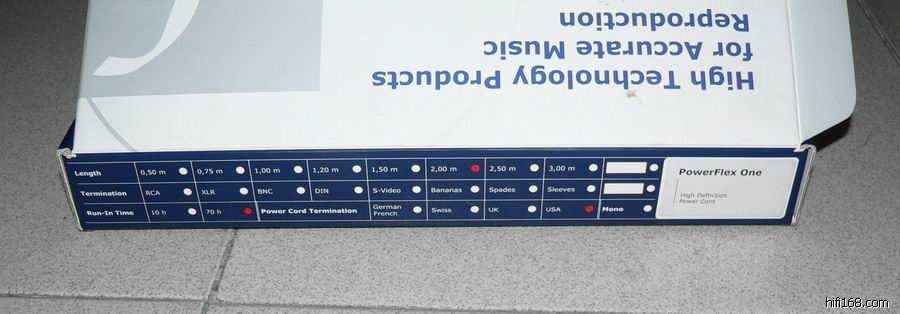 High Technology Products
for Accurate Music
Reproduction
Length 0,50 m 0,75 m 1,00 m 1,20 m 1,50 m 2,00 m 2,50 m 3,00 m
Termination RCA XLR BNC DIN S-Video Bananas Spades Sleeves
Run-In Time 10 h 70 h Power Cord Termination German French Swiss UK USA Mono
PowerFlex One
High Definition
Power Cord
hifi168.com